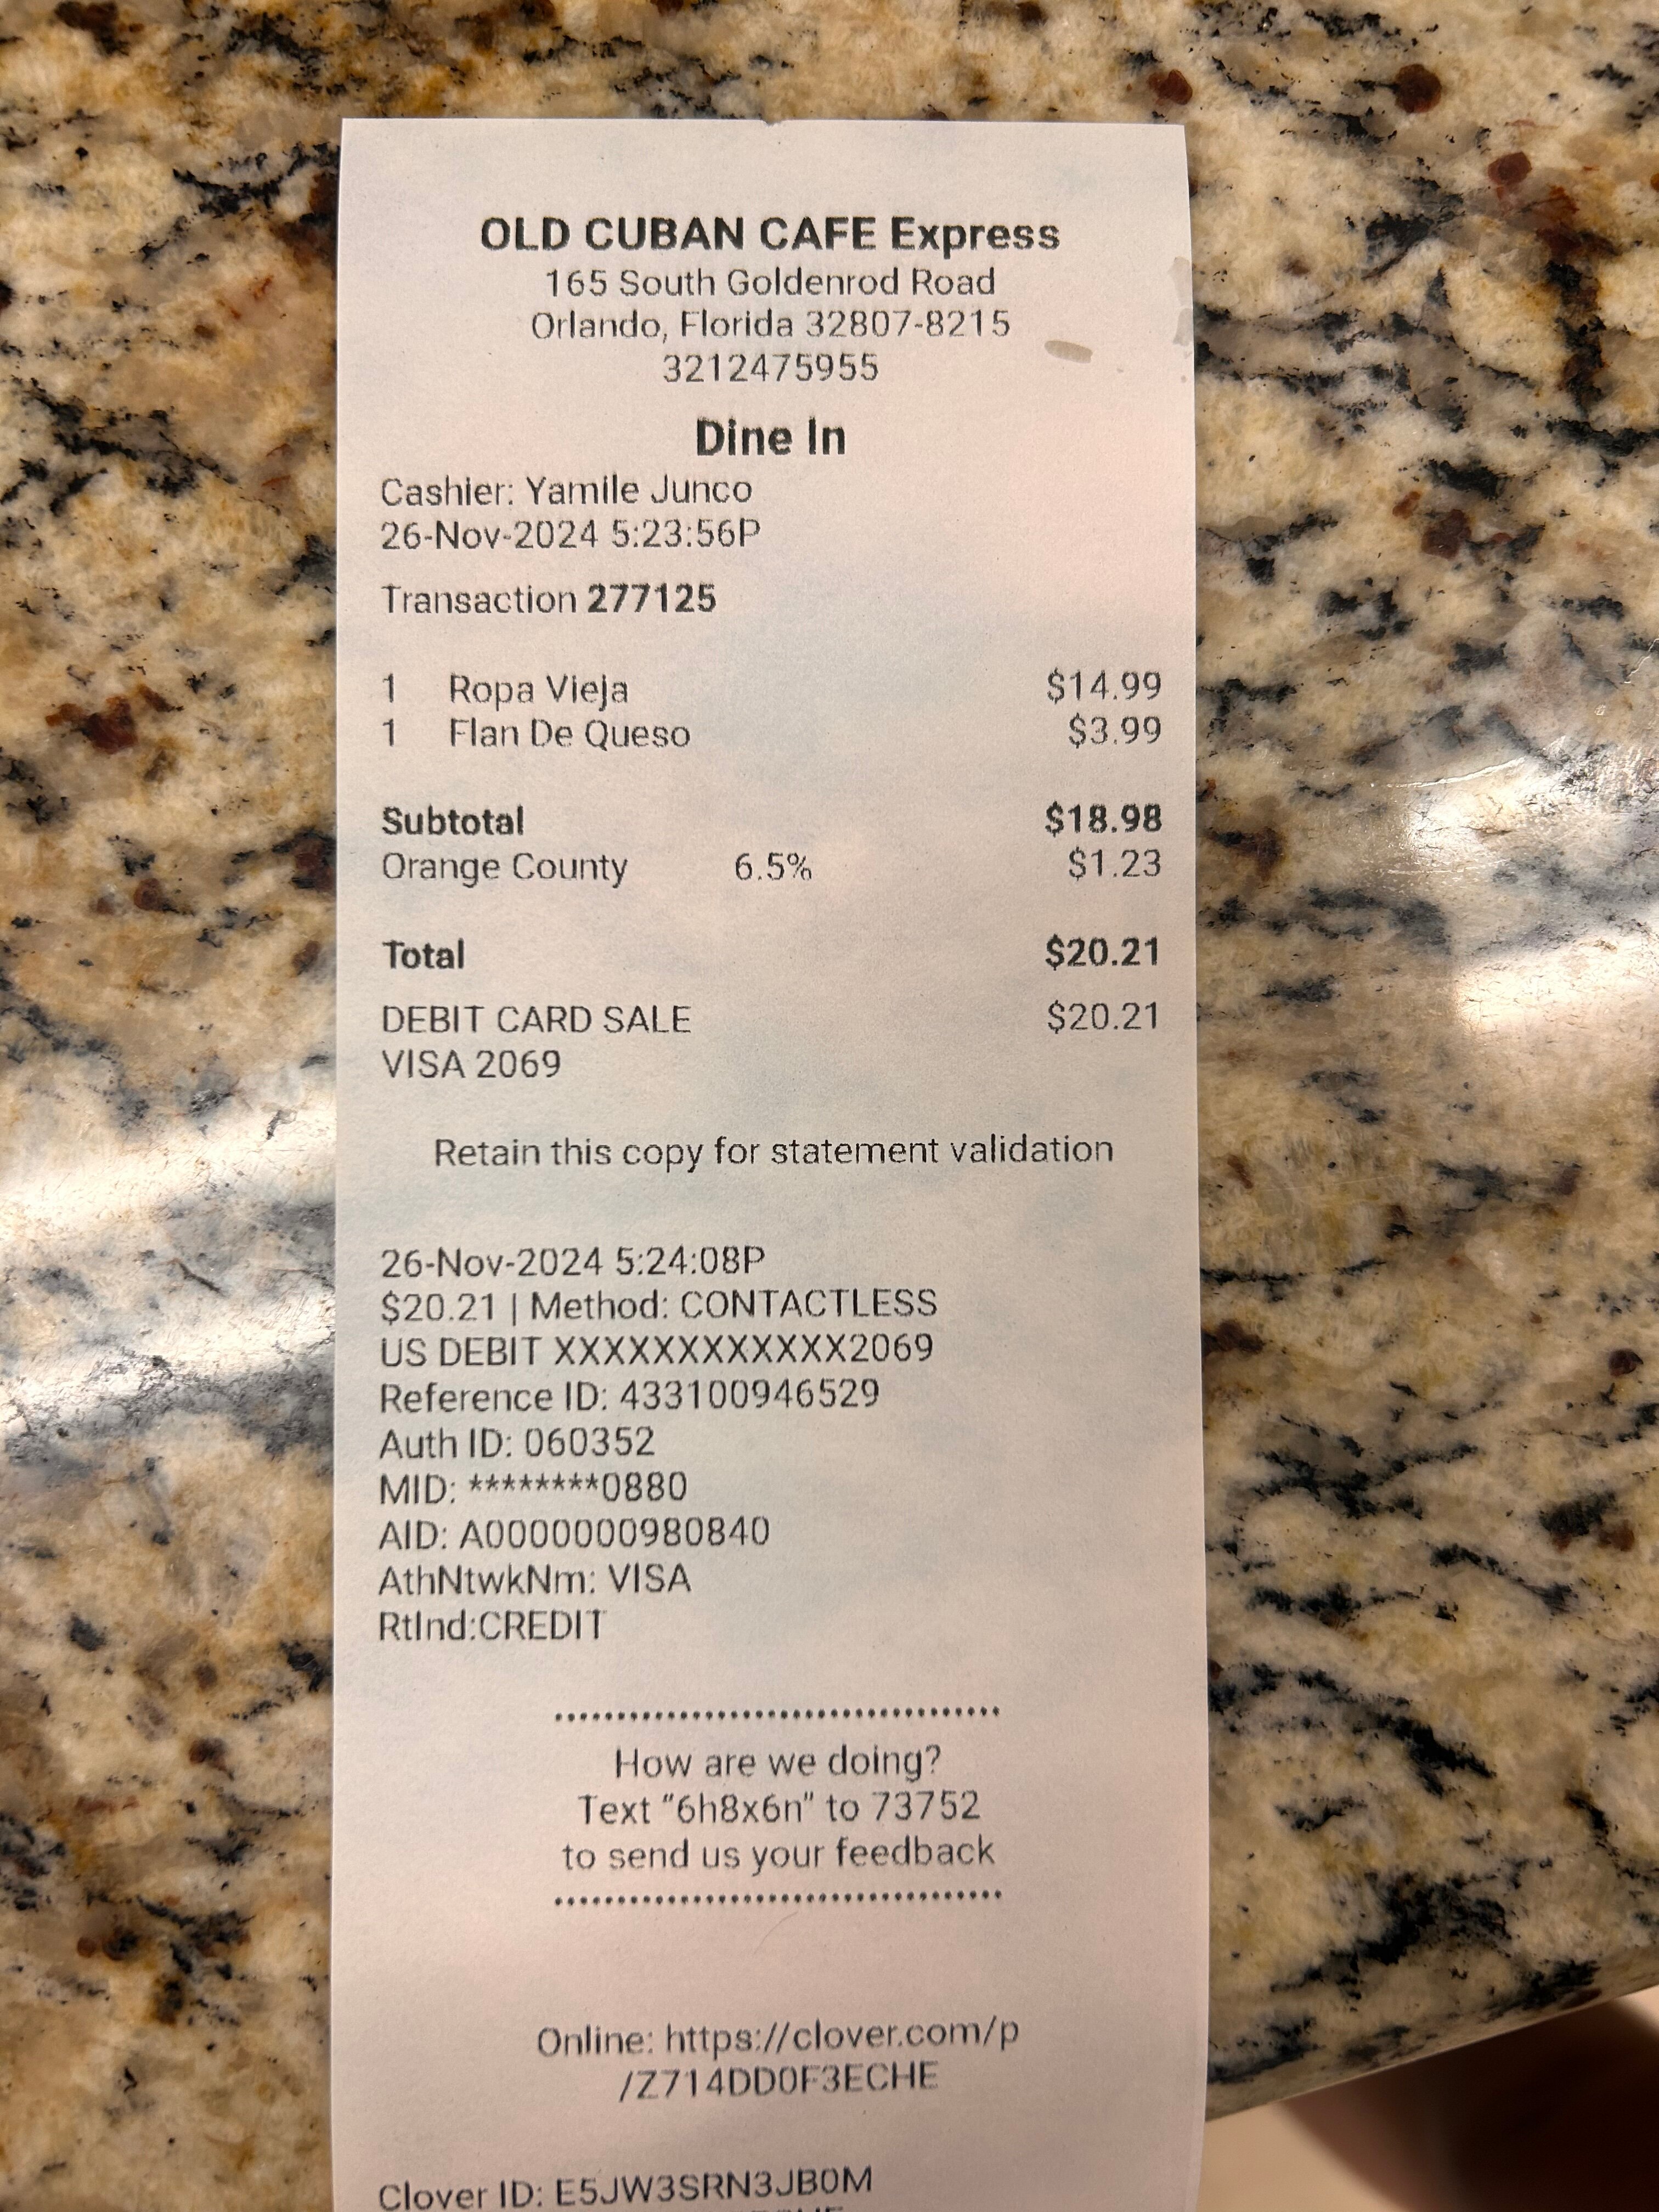 OLD CUBAN CAFE Express
165 South Goldenrod Road
Orlando, Florida 32807-8215
3212475955
Dine In
Cashier: Yamile Junco
26-Nov-2024 5:23:56P
Transaction 277125
1 Ropa Vieja $14.99
1 Flan De Queso $3.99
Subtotal $18.98
Orange County 6.5% $1.23
Total $20.21
DEBIT CARD SALE $20.21
VISA 2069
Retain this copy for statement validation
26-Nov-2024 5:24:08P
$20.21 | Method: CONTACTLESS
US DEBIT XXXXXXXXXXXX2069
Reference ID: 433100946529
Auth ID: 060352
MID: ********0880
AID: A0000000980840
AthNtwkNm: VISA
RtInd:CREDIT
How are we doing?
Text “6h8x6n” to 73752
to send us your feedback
Online: https://clover.com/p
/Z714DD0F3ECHE
Clover ID: E5JW3SRN3JB0M